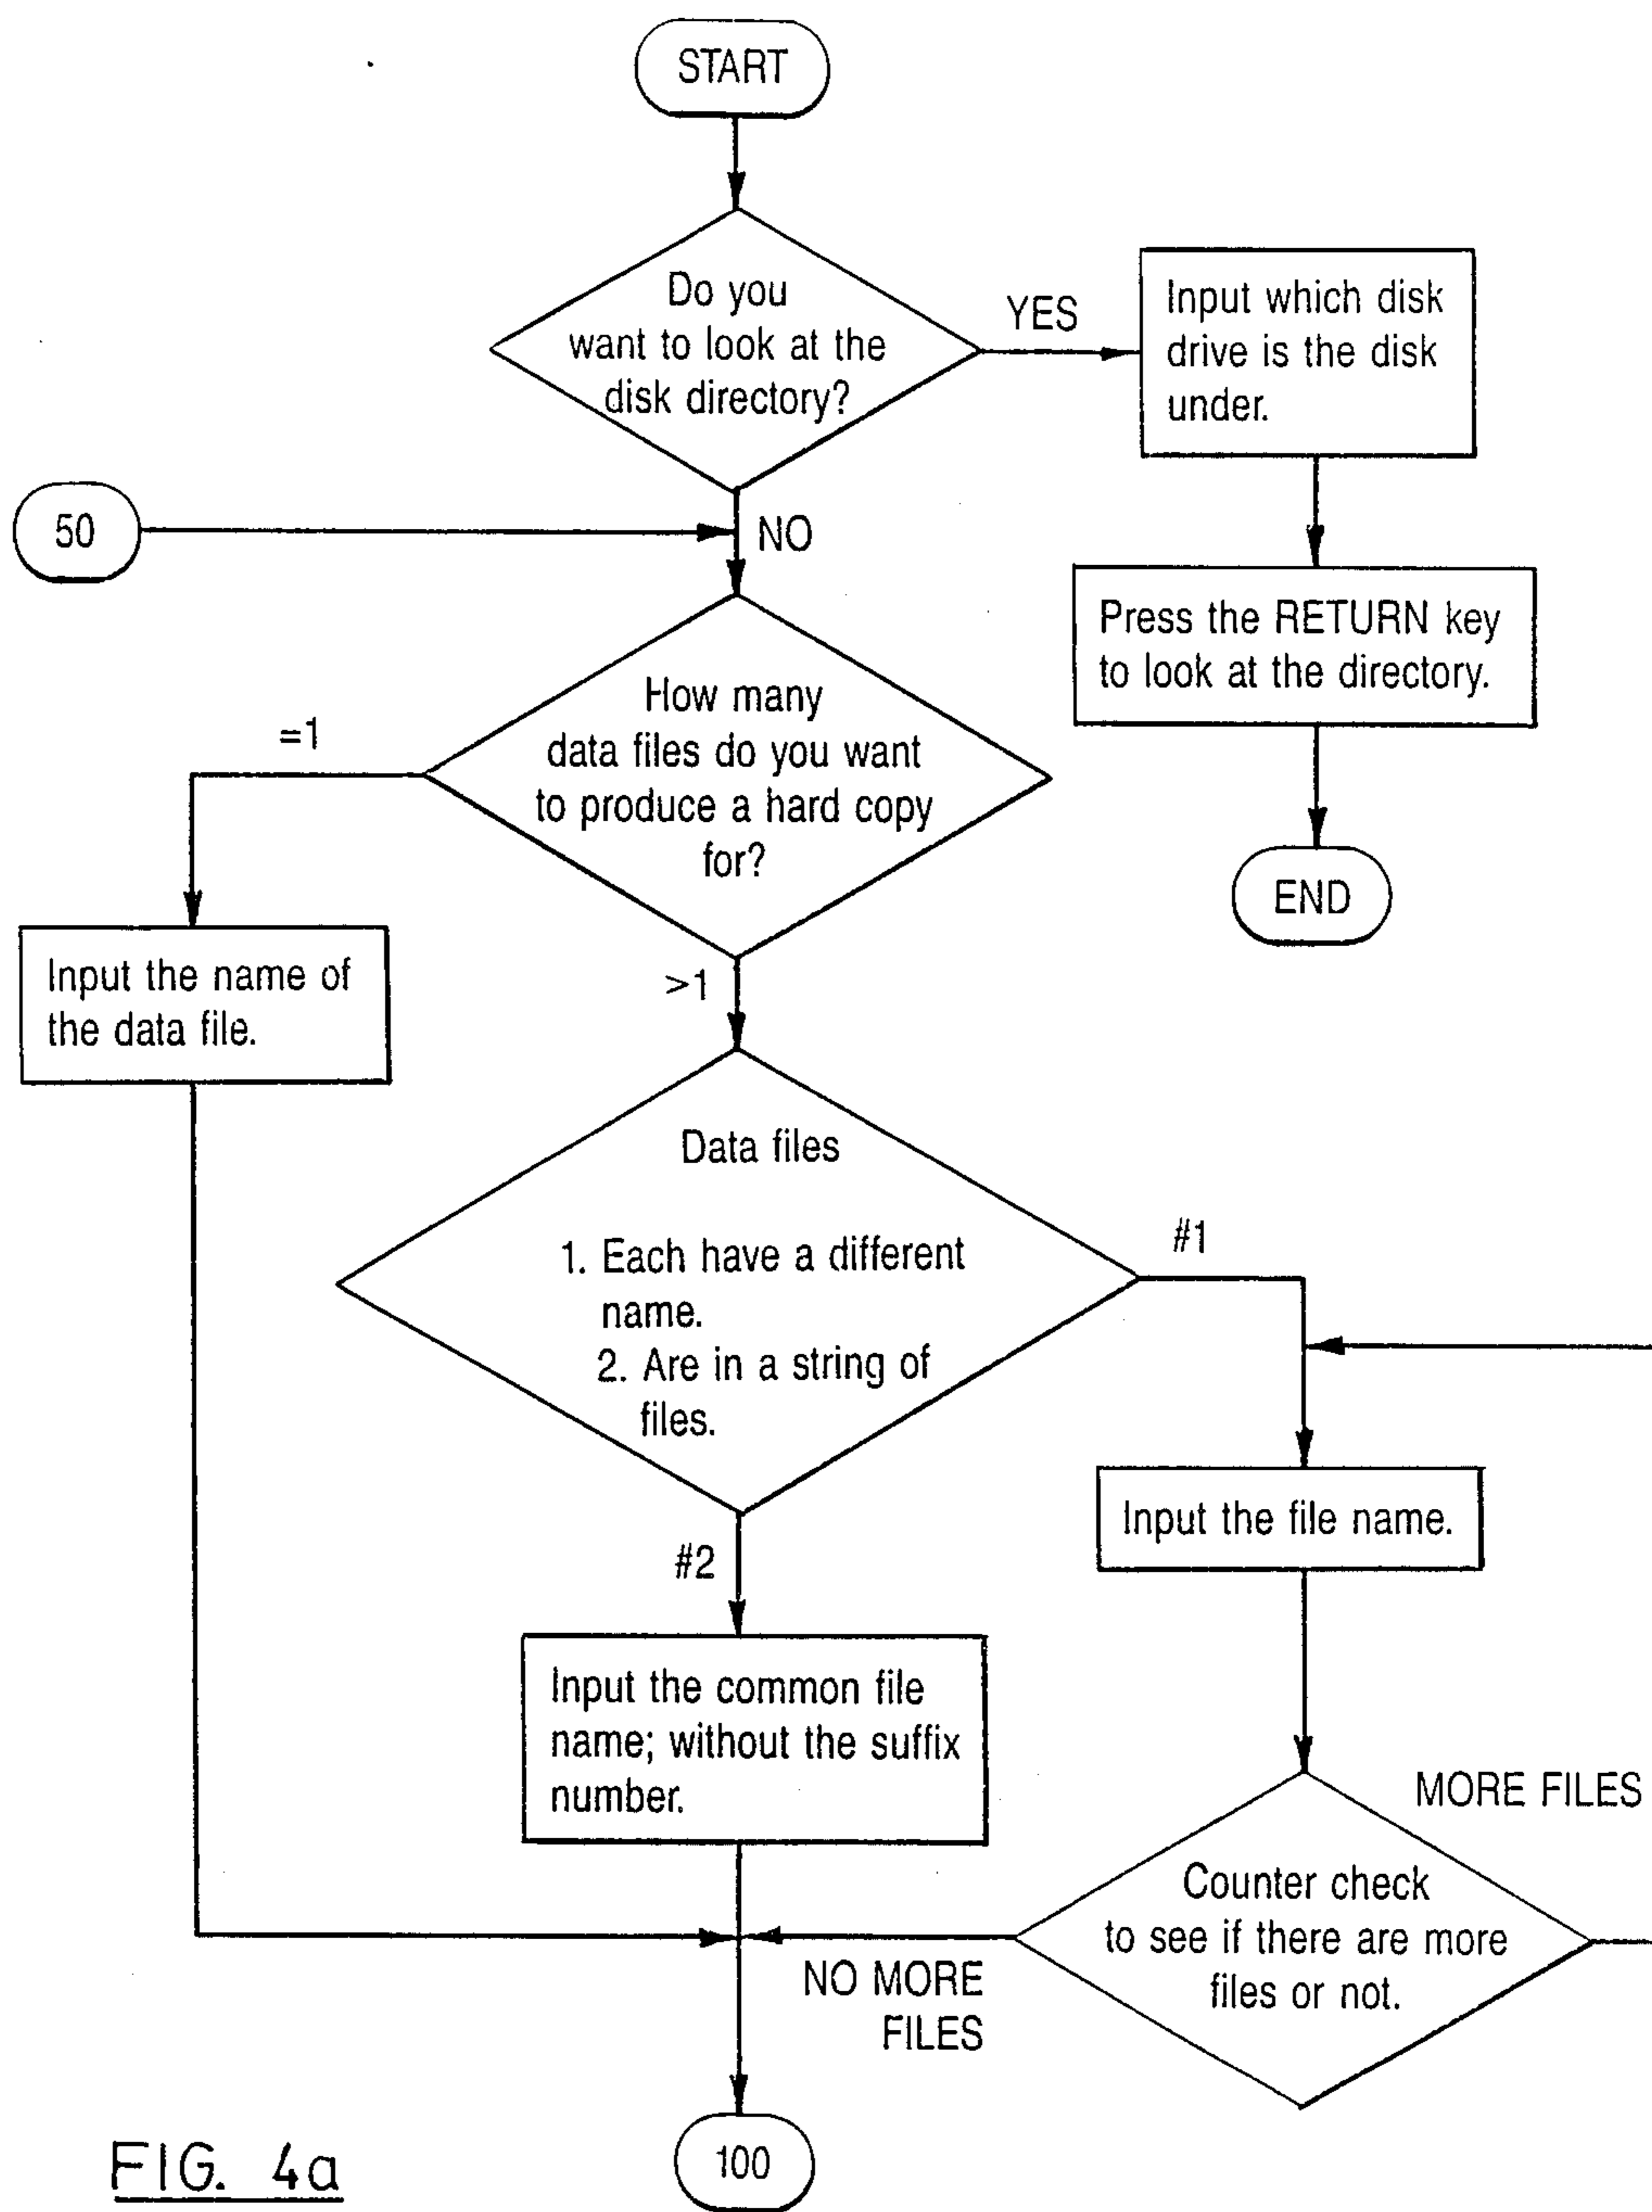 START
Do you
want to look at the
disk directory?
YES
Input which disk
drive is the disk
under.
50
NO
Press the RETURN key
to look at the directory.
How many
data files do you want
to produce a hard copy
for?
=1
END
Input the name of
the data file.
>1
Data files
1. Each have a different
name.
2. Are in a string of
files.
#1
Input the file name.
#2
Input the common file
name; without the suffix
number.
MORE FILES
Counter check
to see if there are more
files or not.
NO MORE
FILES
100
FIG. 4a